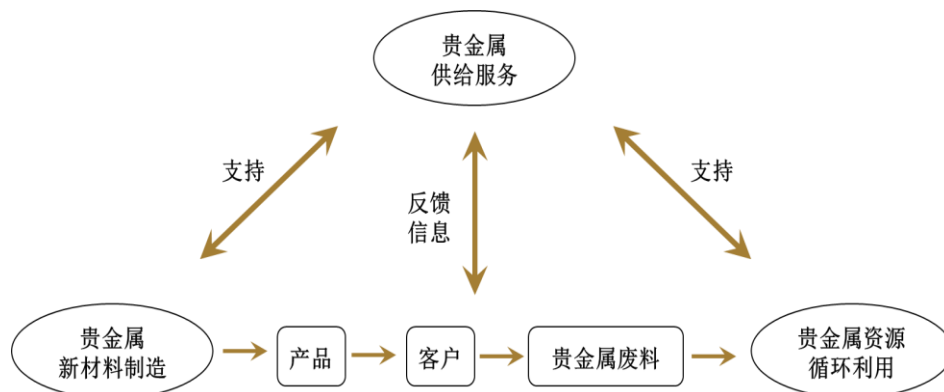 贵金属
供给服务
支持
支持
反馈
信息
贵金属
新材料制造
产品
客户
贵金属废料
贵金属资源
循环利用